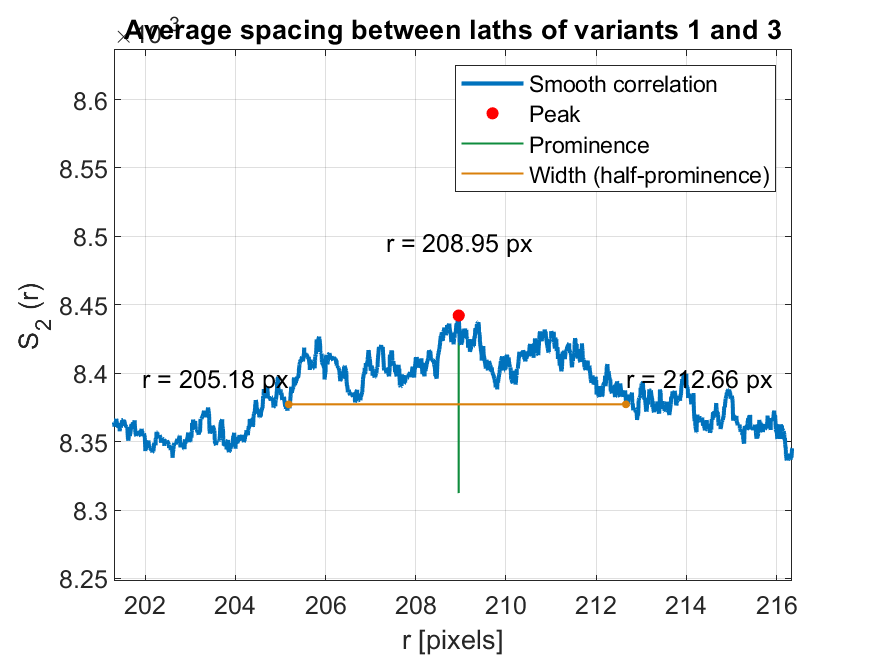 × 10⁻³
Average spacing between laths of variants 1 and 3
Smooth correlation
Peak
Prominence
Width (half-prominence)
8.6
8.55
8.5
8.45
8.4
8.35
8.3
8.25
S₂ (r)
r = 208.95 px
r = 205.18 px
r = 212.66 px
202 204 206 208 210 212 214 216
r [pixels]